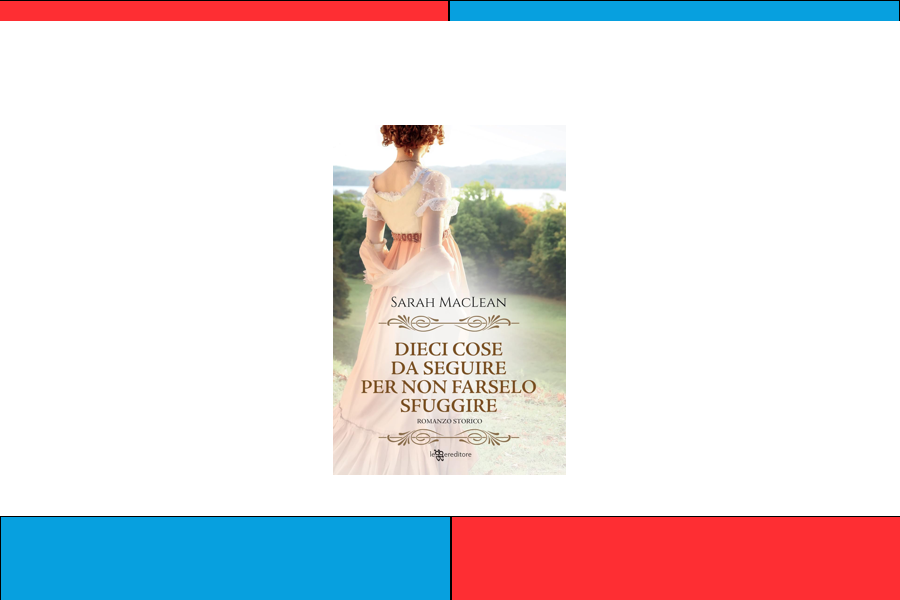 SARAH MACLEAN
DIECI COSE
DA SEGUIRE
PER NON FARSELO
SFUGGIRE
ROMANZO STORICO
leggereditore